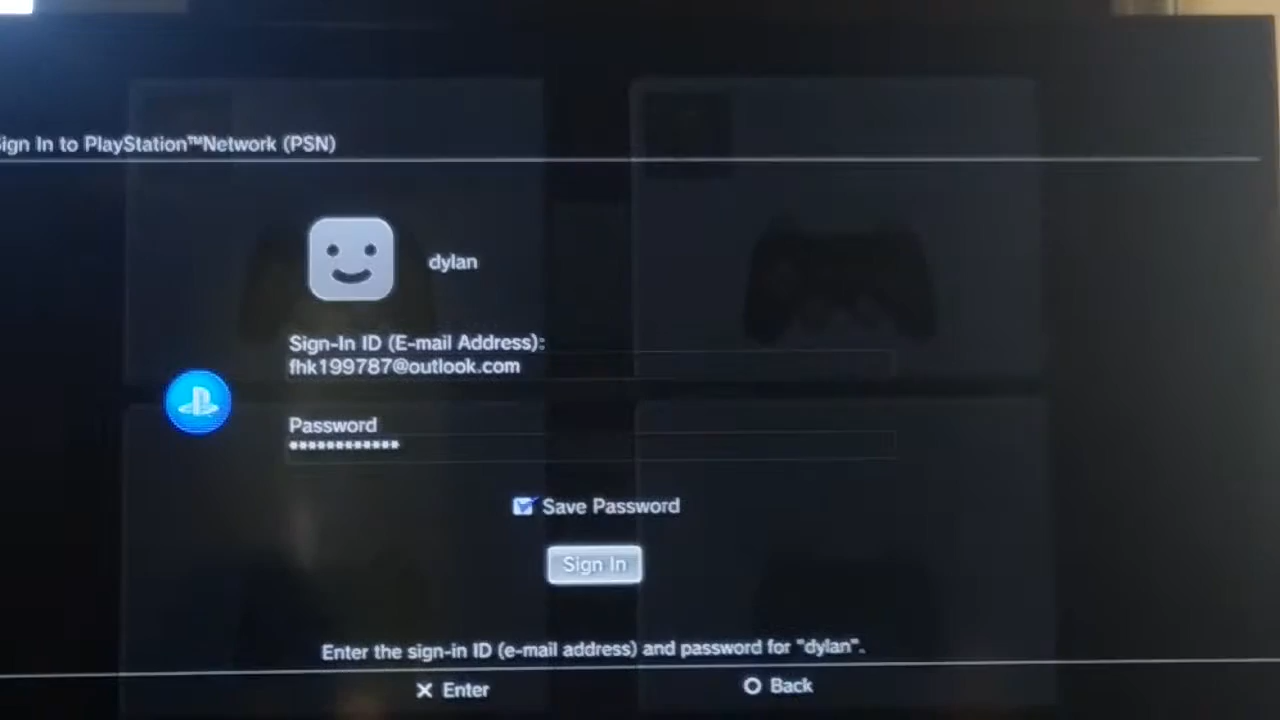 ign In to PlayStation™Network (PSN)
dylan
Sign-In ID (E-mail Address):
fhk199787@outlook.com
Password
************
Save Password
Sign In
Enter the sign-in ID (e-mail address) and password for "dylan".
Enter
Back